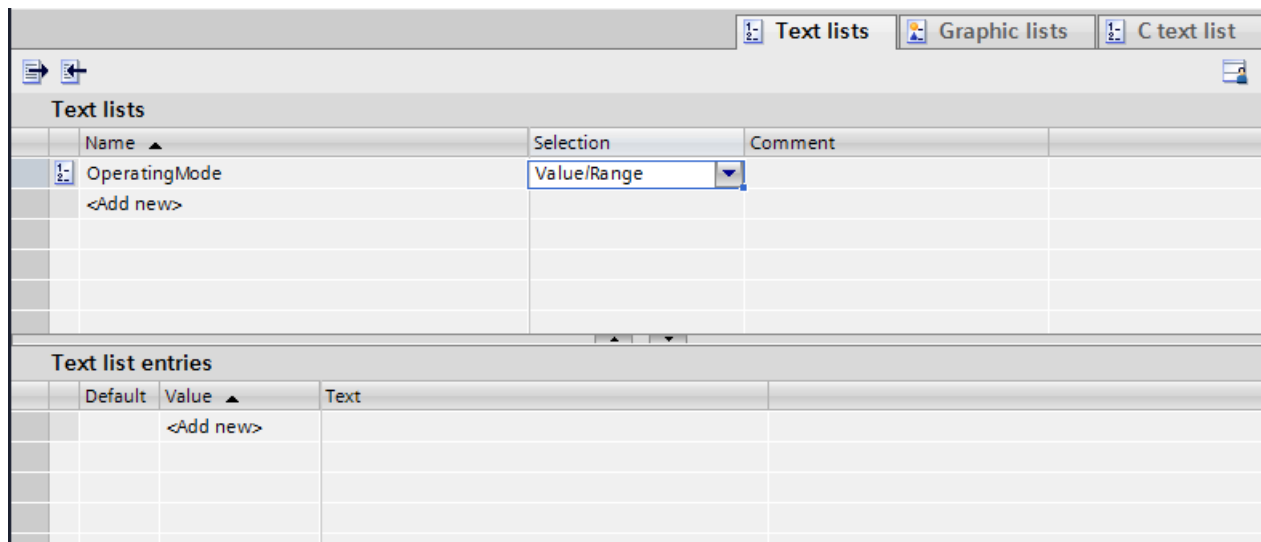 Text lists Graphic lists C text list
Text lists
Name Selection Comment
OperatingMode Value/Range
<Add new>
Text list entries
Default Value Text
<Add new>